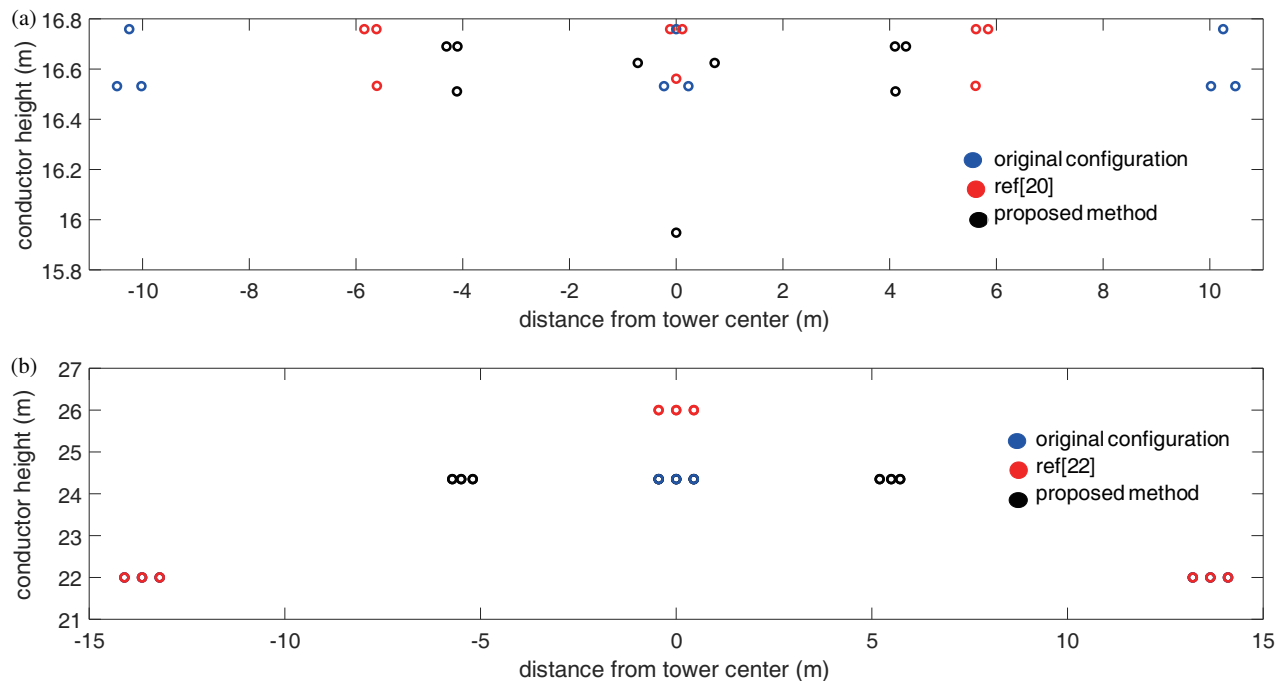 (a)
16.8
16.6
16.4
16.2
16
15.8
conductor height (m)
original configuration
ref[20]
proposed method
-10 -8 -6 -4 -2 0 2 4 6 8 10
distance from tower center (m)
(b)
27
26
25
24
23
22
21
conductor height (m)
original configuration
ref[22]
proposed method
-15 -10 -5 0 5 10 15
distance from tower center (m)